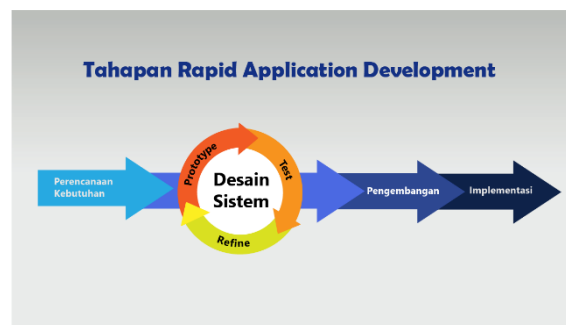 Tahapan Rapid Application Development
Perencanaan
Kebutuhan
Prototype
Test
Refine
Desain
Sistem
Pengembangan
Implementasi